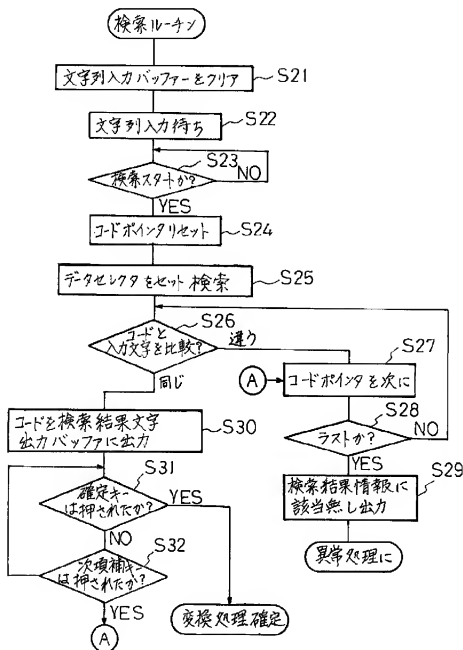 検索ルーチン
文字列入力バッファーをクリア
S21
文字列入力待ち
S22
S23
検索スタートか?
NO
YES
コードポインタリセット
S24
データセレクタをセット 検索
S25
S26
コードと
入力文字を比較?
違う
同じ
S27
A
コードポインタを次に
S28
ラストか?
NO
YES
S29
検索結果情報に
該当無し出力
異常処理に
コードを検索結果文字
出力バッファに出力
S30
S31
確定キー
は押されたか?
YES
NO
S32
次項補キー
は押されたか?
YES
A
変換処理確定